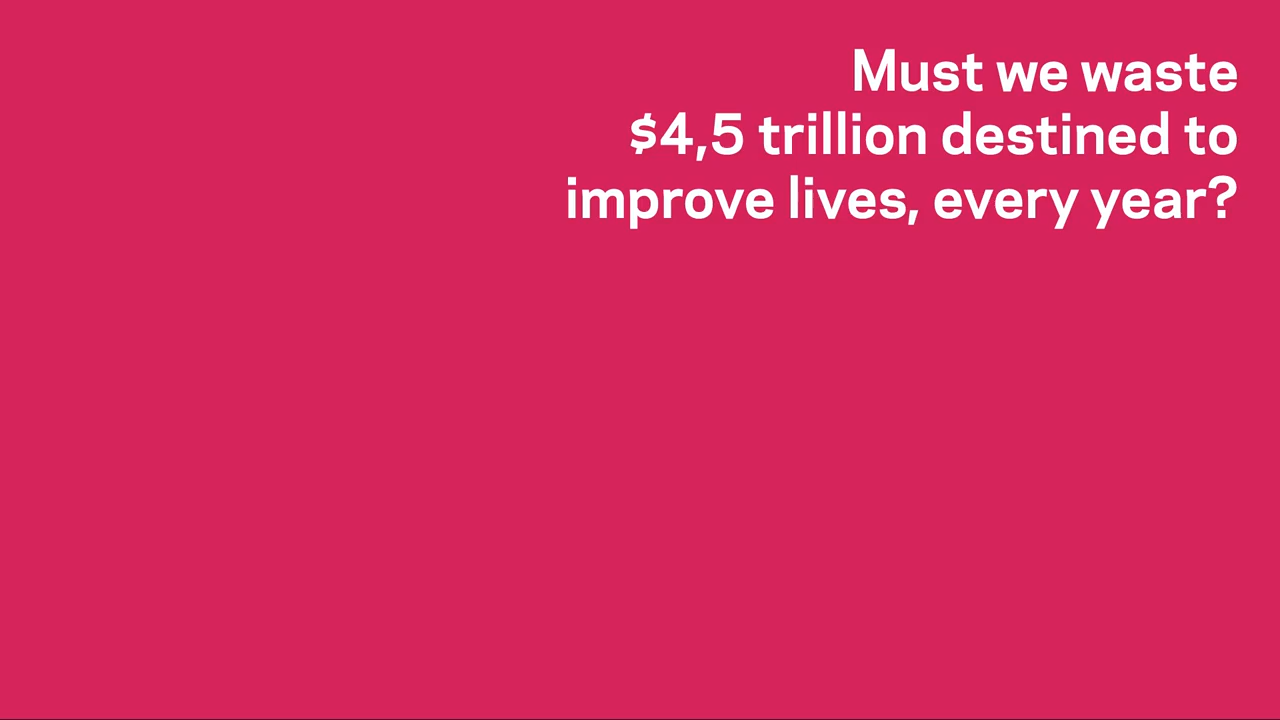 Must we waste
$4,5 trillion destined to
improve lives, every year?